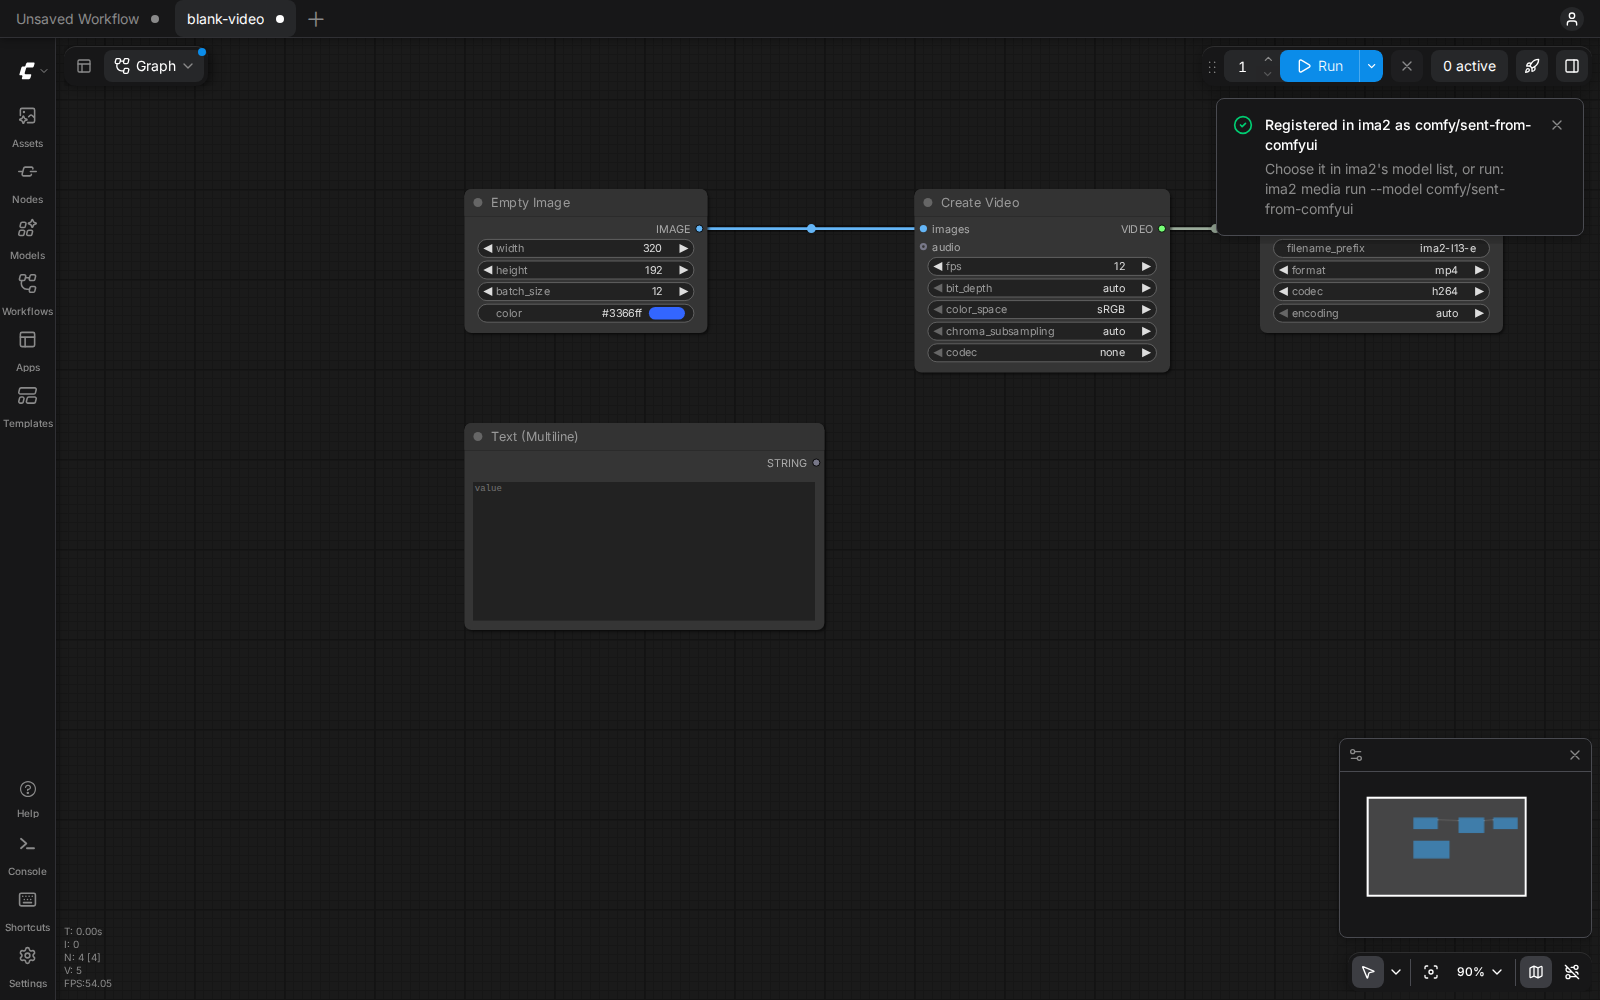 Unsaved Workflow
blank-video
Graph
1
Run
0 active
Registered in ima2 as comfy/sent-from-
comfyui
Choose it in ima2's model list, or run:
ima2 media run --model comfy/sent-
from-comfyui
Assets
Nodes
Models
Workflows
Apps
Templates
Help
Console
Shortcuts
Settings
Empty Image
IMAGE
width 320
height 192
batch_size 12
color #3366ff
Create Video
images VIDEO
audio
fps 12
bit_depth auto
color_space sRGB
chroma_subsampling auto
codec none
filename_prefix ima2-l13-e
format mp4
codec h264
encoding auto
Text (Multiline)
STRING
value
T: 0.00s
I: 0
N: 4 [4]
V: 5
FPS:54.05
90%